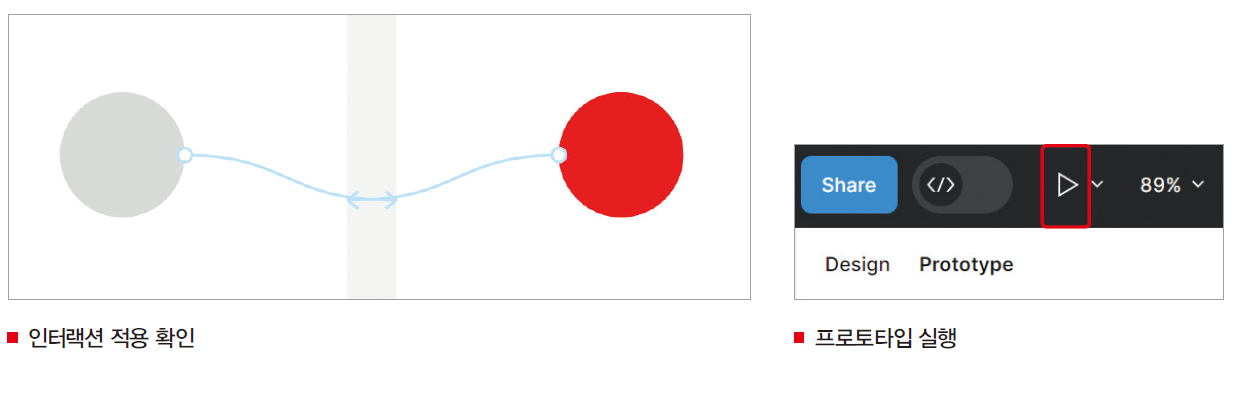 Share </> 89%
Design Prototype
인터랙션 적용 확인
프로토타입 실행